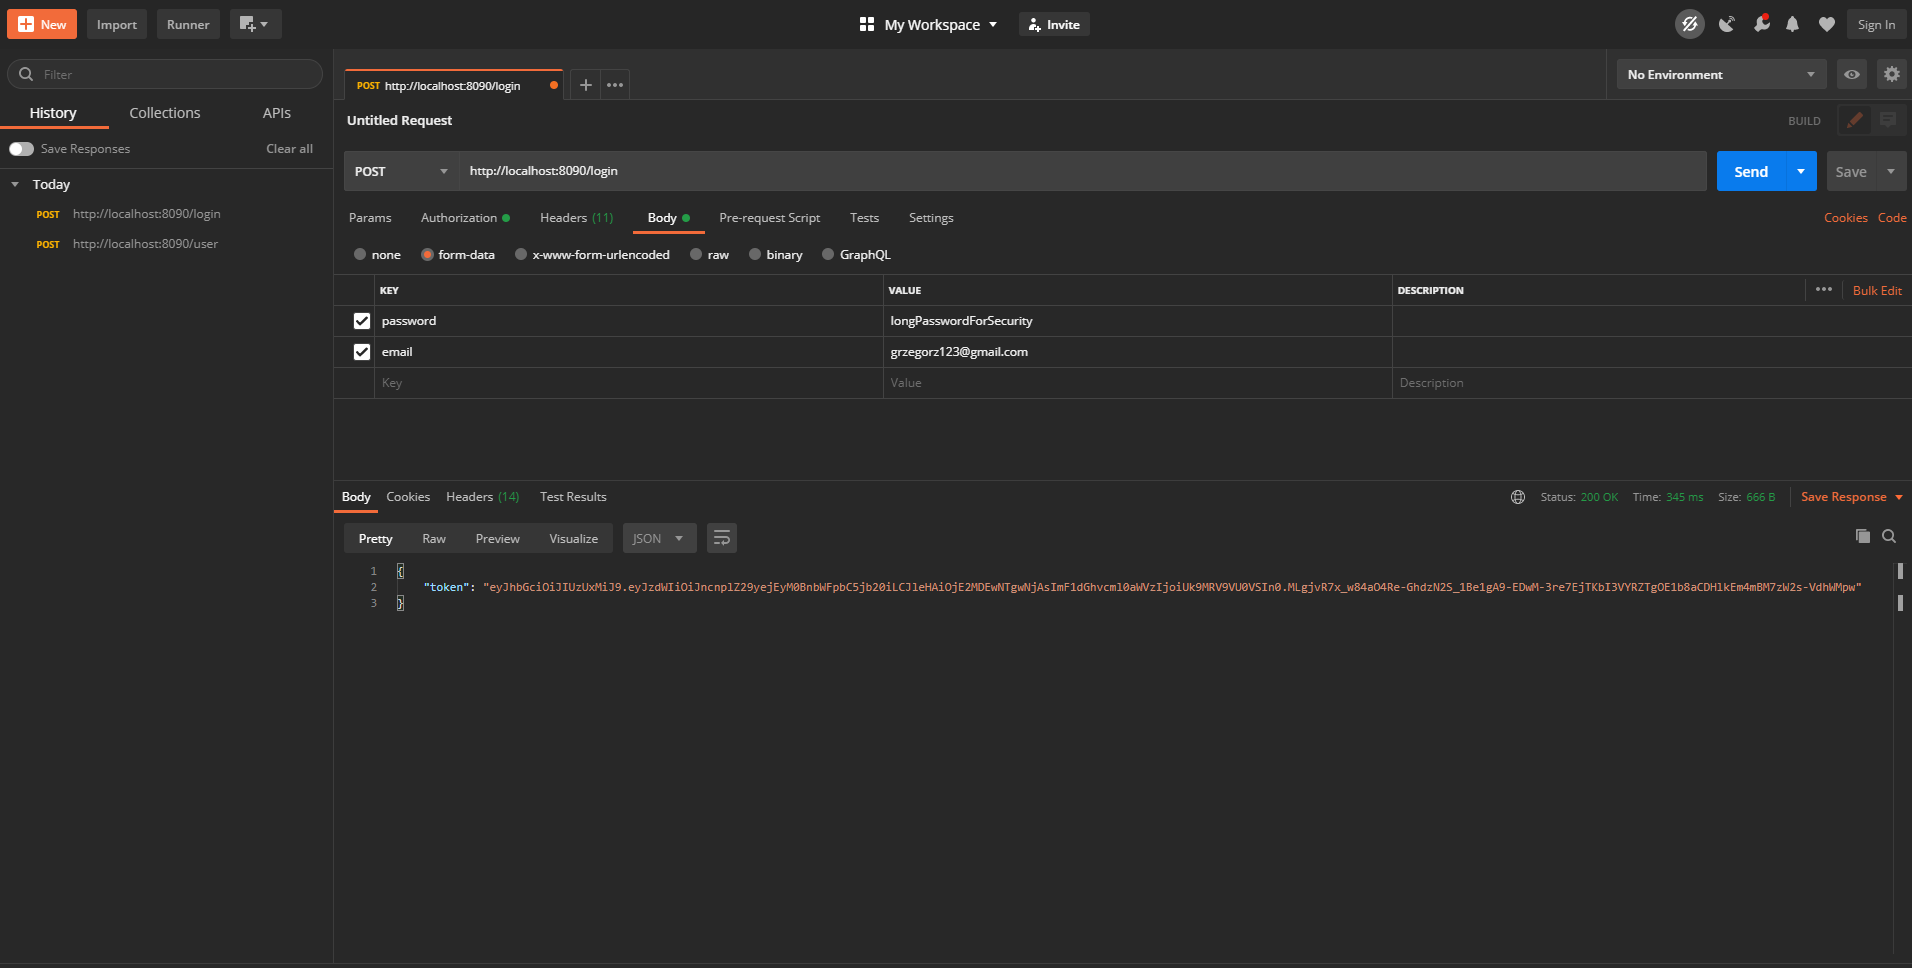 New Import Runner My Workspace Invite Sign In
Filter
History Collections APIs
Save Responses Clear all
Today
POST http://localhost:8090/login
POST http://localhost:8090/user
POST http://localhost:8090/login No Environment
Untitled Request BUILD
POST http://localhost:8090/login Send Save
Params Authorization Headers (11) Body Pre-request Script Tests Settings Cookies Code
none form-data x-www-form-urlencoded raw binary GraphQL
KEY VALUE DESCRIPTION Bulk Edit
password longPasswordForSecurity
email grzegorz123@gmail.com
Key Value Description
Body Cookies Headers (14) Test Results Status: 200 OK Time: 345 ms Size: 666 B Save Response
Pretty Raw Preview Visualize JSON
1 {
2 "token": "eyJhbGciOiJIUzUxMiJ9.eyJzdWIiOiJncnplZ29yejEyM0BnbWFpbC5jb20iLCJleHAiOjE2MDEwNTgwNjAsImF1dGhvcml0aWVzIjoiUk9MRV9VU0VSIn0.MLgjvR7x_w84aO4Re-GhdzN2S_1Be1gA9-EDwM-3re7EjTKbI3VYRZTgOE1b8aCDHlkEm4mBM7zW2s-VdhWMpw"
3 }